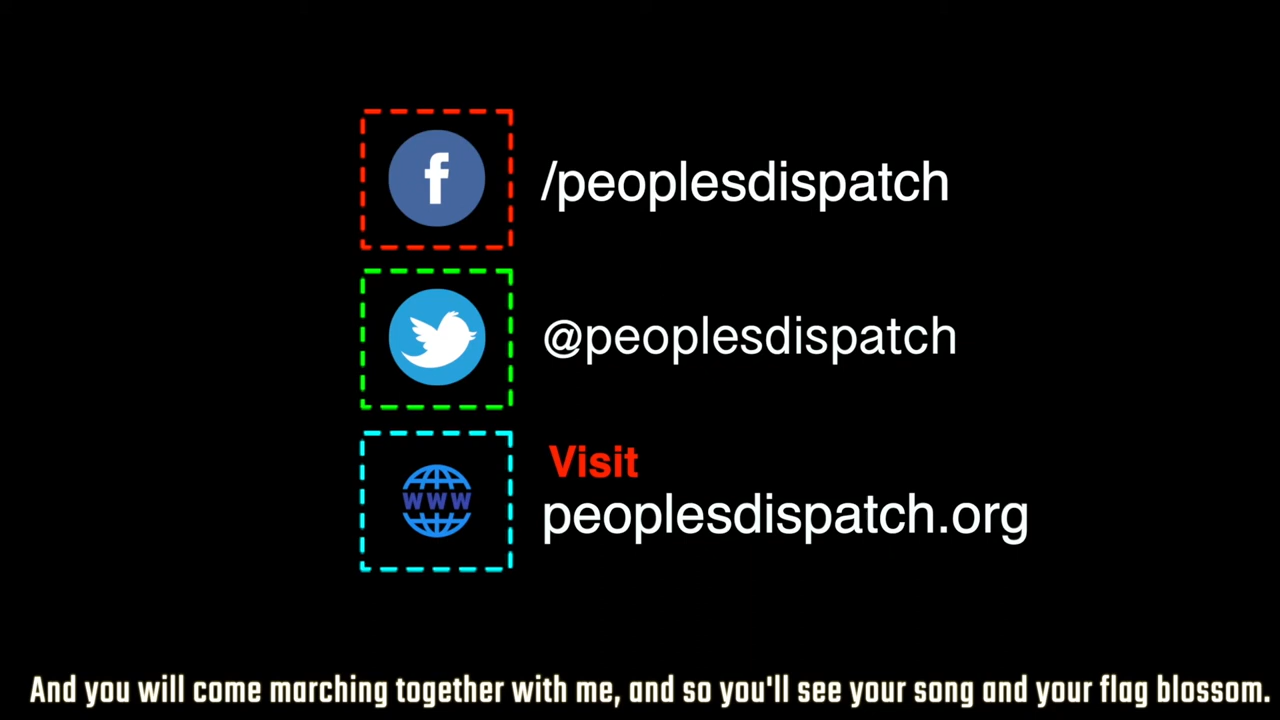 f
/peoplesdispatch
@peoplesdispatch
Visit
WWW
peoplesdispatch.org
And you will come marching together with me, and so you'll see your song and your flag blossom.